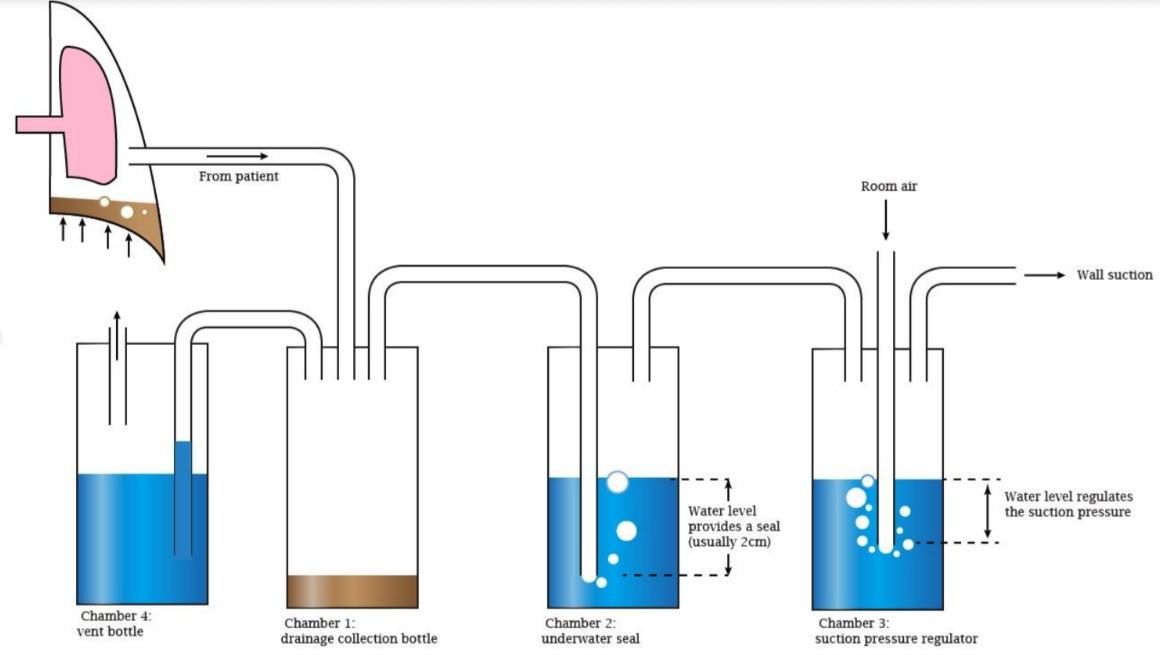 From patient
Room air
Wall suction
Water level
provides a seal
(usually 2cm)
Water level regulates
the suction pressure
Chamber 4:
vent bottle
Chamber 1:
drainage collection bottle
Chamber 2:
underwater seal
Chamber 3:
suction pressure regulator